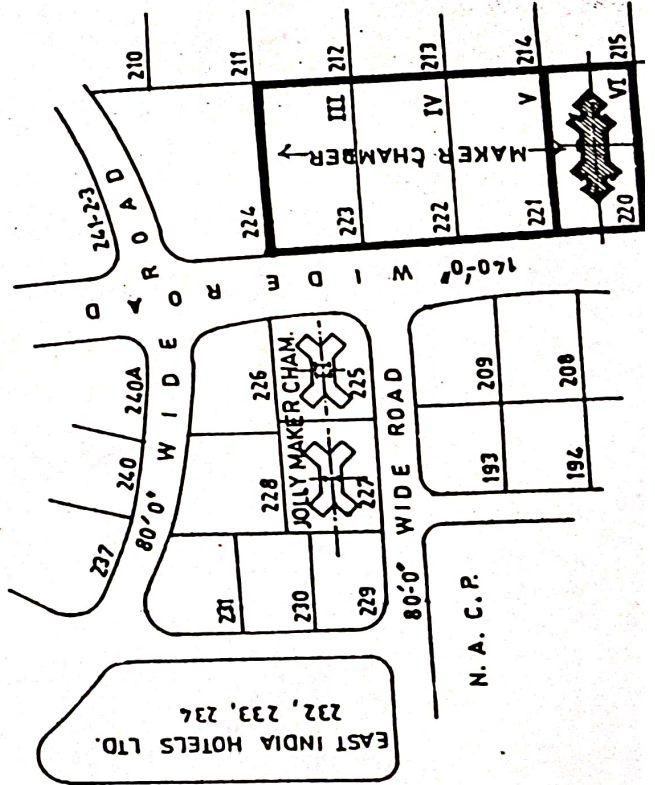 210
211
212
213
214
215
241-2-3
224
223
222
221
220
III
IV
V
VI
MAKER CHAMBER
140'-0" WIDE ROAD
ROAD
80'0" WIDE
240A
240
237
226
225
228
227
JOLLY MAKER CHAM.
231
230
229
80'-0" WIDE ROAD
209
208
193
194
N. A. C. P.
EAST INDIA HOTELS LTD.
232, 233, 234